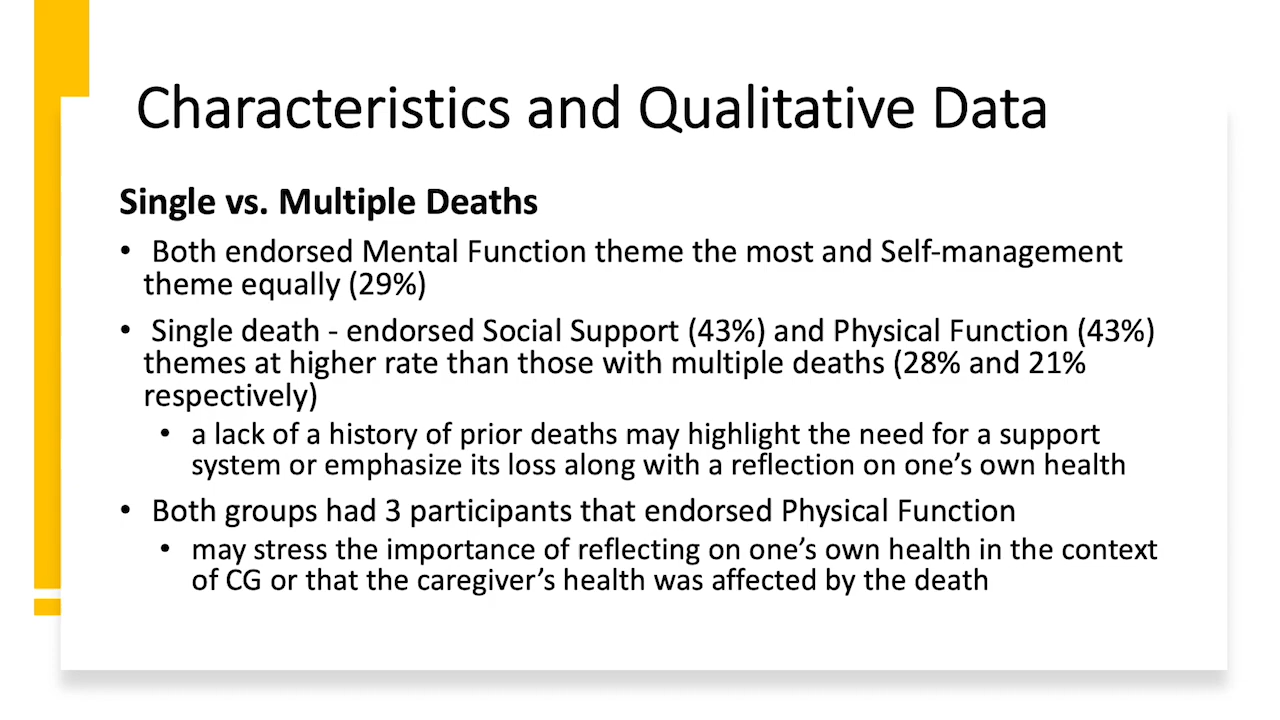 Characteristics and Qualitative Data
Single vs. Multiple Deaths
• Both endorsed Mental Function theme the most and Self-management
theme equally (29%)
• Single death - endorsed Social Support (43%) and Physical Function (43%)
themes at higher rate than those with multiple deaths (28% and 21%
respectively)
• a lack of a history of prior deaths may highlight the need for a support
system or emphasize its loss along with a reflection on one’s own health
• Both groups had 3 participants that endorsed Physical Function
• may stress the importance of reflecting on one’s own health in the context
of CG or that the caregiver’s health was affected by the death